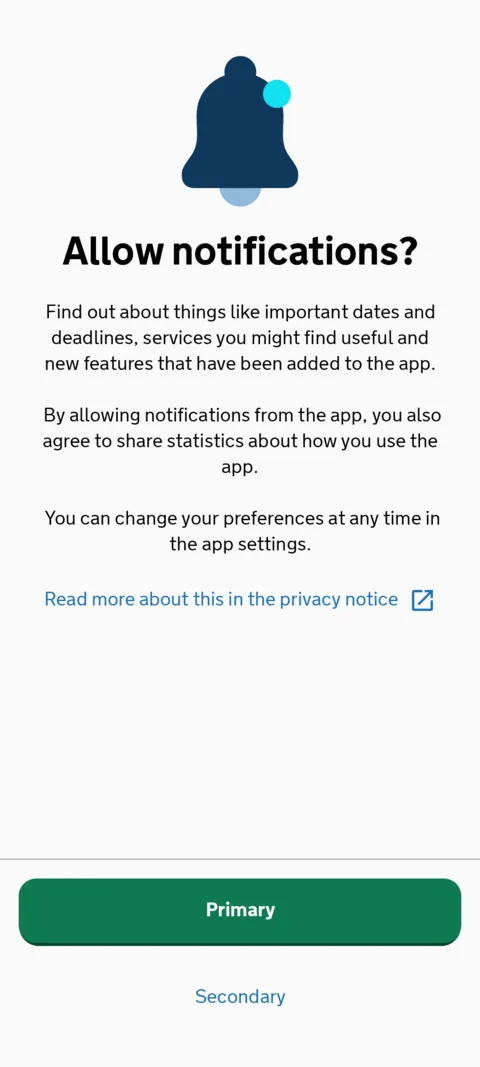 Allow notifications?
Find out about things like important dates and
deadlines, services you might find useful and
new features that have been added to the app.
By allowing notifications from the app, you also
agree to share statistics about how you use the
app.
You can change your preferences at any time in
the app settings.
Read more about this in the privacy notice
Primary
Secondary